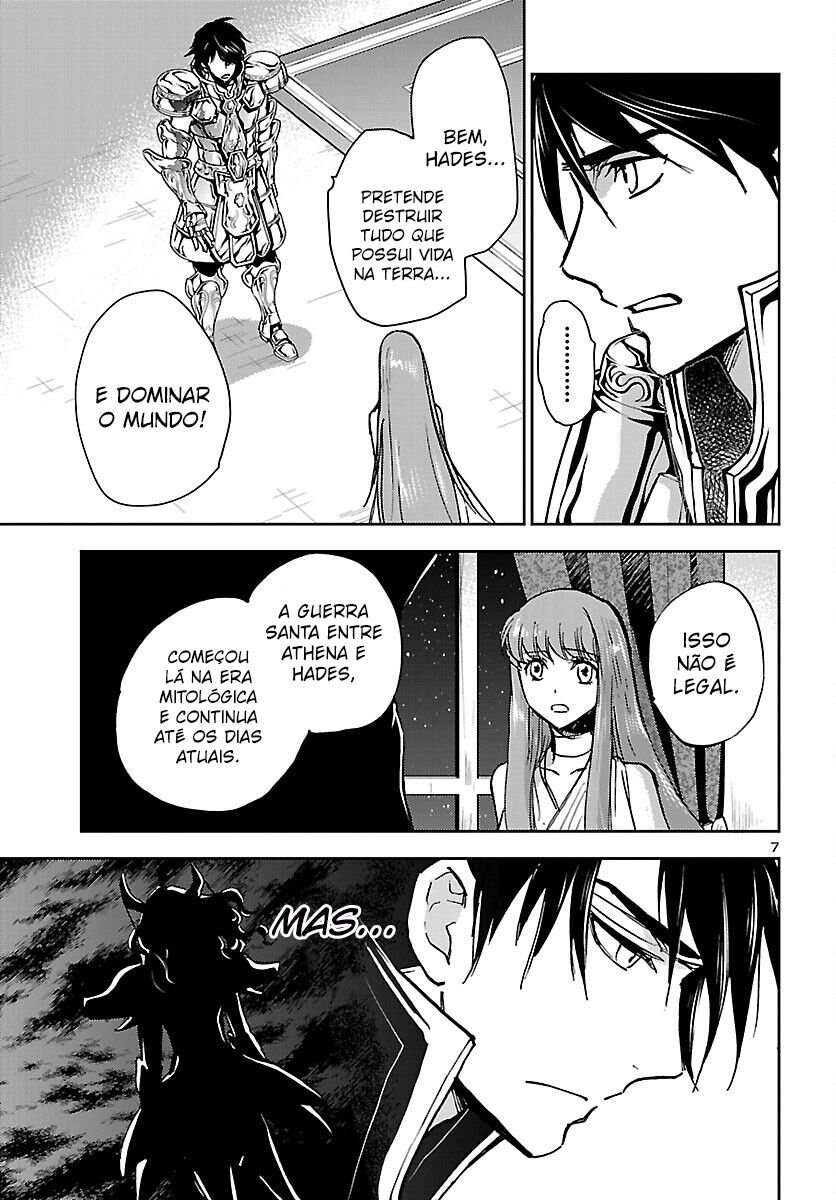 .........
BEM,
HADES...
PRETENDE
DESTRUIR
TUDO QUE
POSSUI VIDA
NA TERRA...
E DOMINAR
O MUNDO!
ISSO
NÃO É
LEGAL.
A GUERRA
SANTA ENTRE
ATHENA E
HADES,
COMEÇOU
LÁ NA ERA
MITOLÓGICA
E CONTINUA
ATÉ OS DIAS
ATUAIS.
7
MAS...